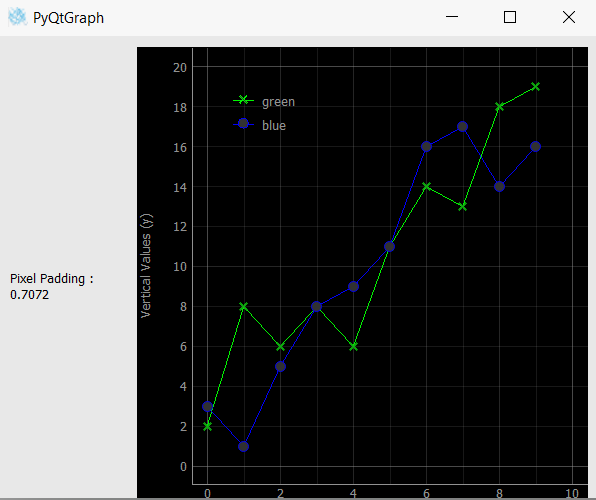 PyQtGraph
20
green
18
blue
16
14
Vertical Values (y)
12
10
Pixel Padding :
0.7072
8
6
4
2
0
0 2 4 6 8 10